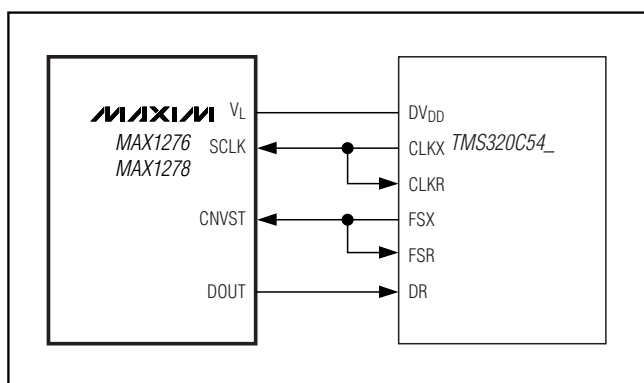 MAXIM
MAX1276
MAX1278
VL
SCLK
CNVST
DOUT
DVDD
CLKX
CLKR
FSX
FSR
DR
TMS320C54_